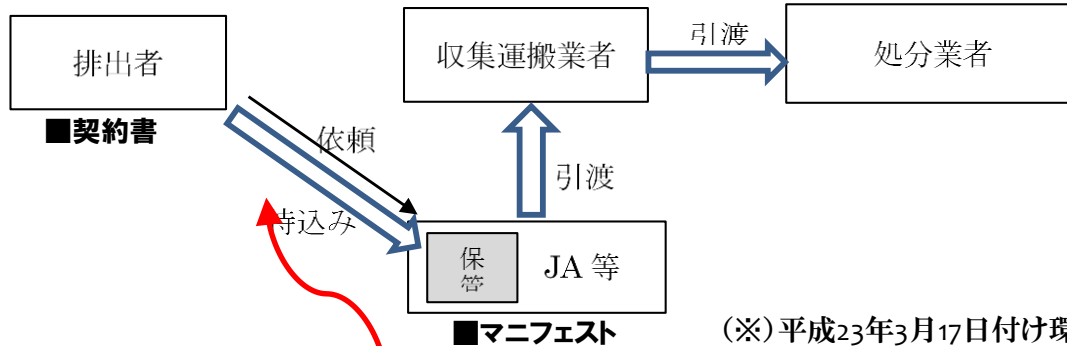 排出者
収集運搬業者
引渡
処分業者
■契約書
依頼
引渡
持込み
保管
JA 等
■マニフェスト
(※)平成23年3月17日付け環